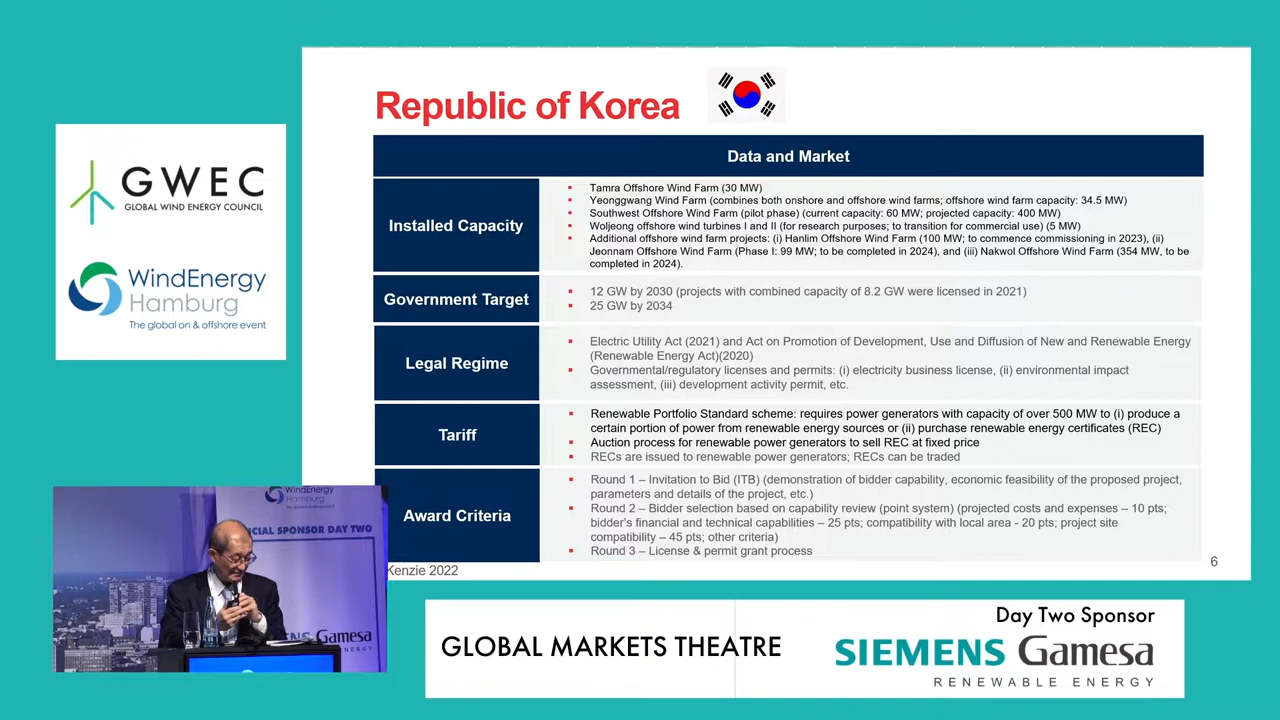 Republic of Korea
Data and Market
Installed Capacity
▪ Tamra Offshore Wind Farm (30 MW)
▪ Yeonggwang Wind Farm (combines both onshore and offshore wind farms; offshore wind farm capacity: 34.5 MW)
▪ Southwest Offshore Wind Farm (pilot phase) (current capacity: 60 MW; projected capacity: 400 MW)
▪ Woljeong offshore wind turbines I and II (for research purposes; to transition for commercial use) (5 MW)
▪ Additional offshore wind farm projects: (i) Hanlim Offshore Wind Farm (100 MW; to commence commissioning in 2023), (ii)
Jeonnam Offshore Wind Farm (Phase I: 99 MW; to be completed in 2024), and (iii) Nakwol Offshore Wind Farm (354 MW, to be
completed in 2024).
Government Target
▪ 12 GW by 2030 (projects with combined capacity of 8.2 GW were licensed in 2021)
▪ 25 GW by 2034
Legal Regime
▪ Electric Utility Act (2021) and Act on Promotion of Development, Use and Diffusion of New and Renewable Energy
(Renewable Energy Act)(2020)
▪ Governmental/regulatory licenses and permits: (i) electricity business license, (ii) environmental impact
assessment, (iii) development activity permit, etc.
Tariff
▪ Renewable Portfolio Standard scheme: requires power generators with capacity of over 500 MW to (i) produce a
certain portion of power from renewable energy sources or (ii) purchase renewable energy certificates (REC)
▪ Auction process for renewable power generators to sell REC at fixed price
▪ RECs are issued to renewable power generators; RECs can be traded
Award Criteria
▪ Round 1 – Invitation to Bid (ITB) (demonstration of bidder capability, economic feasibility of the proposed project,
parameters and details of the project, etc.)
▪ Round 2 – Bidder selection based on capability review (point system) (projected costs and expenses – 10 pts;
bidder's financial and technical capabilities – 25 pts; compatibility with local area - 20 pts; project site
compatibility – 45 pts; other criteria)
▪ Round 3 – License & permit grant process
Kenzie 2022
6
GWEC
GLOBAL WIND ENERGY COUNCIL
WindEnergy
Hamburg
The global on & offshore event
WindEnergy
Hamburg
CIAL SPONSOR DAY TWO
NS Gamesa
ENERGY
GLOBAL MARKETS THEATRE
Day Two Sponsor
SIEMENS Gamesa
RENEWABLE ENERGY